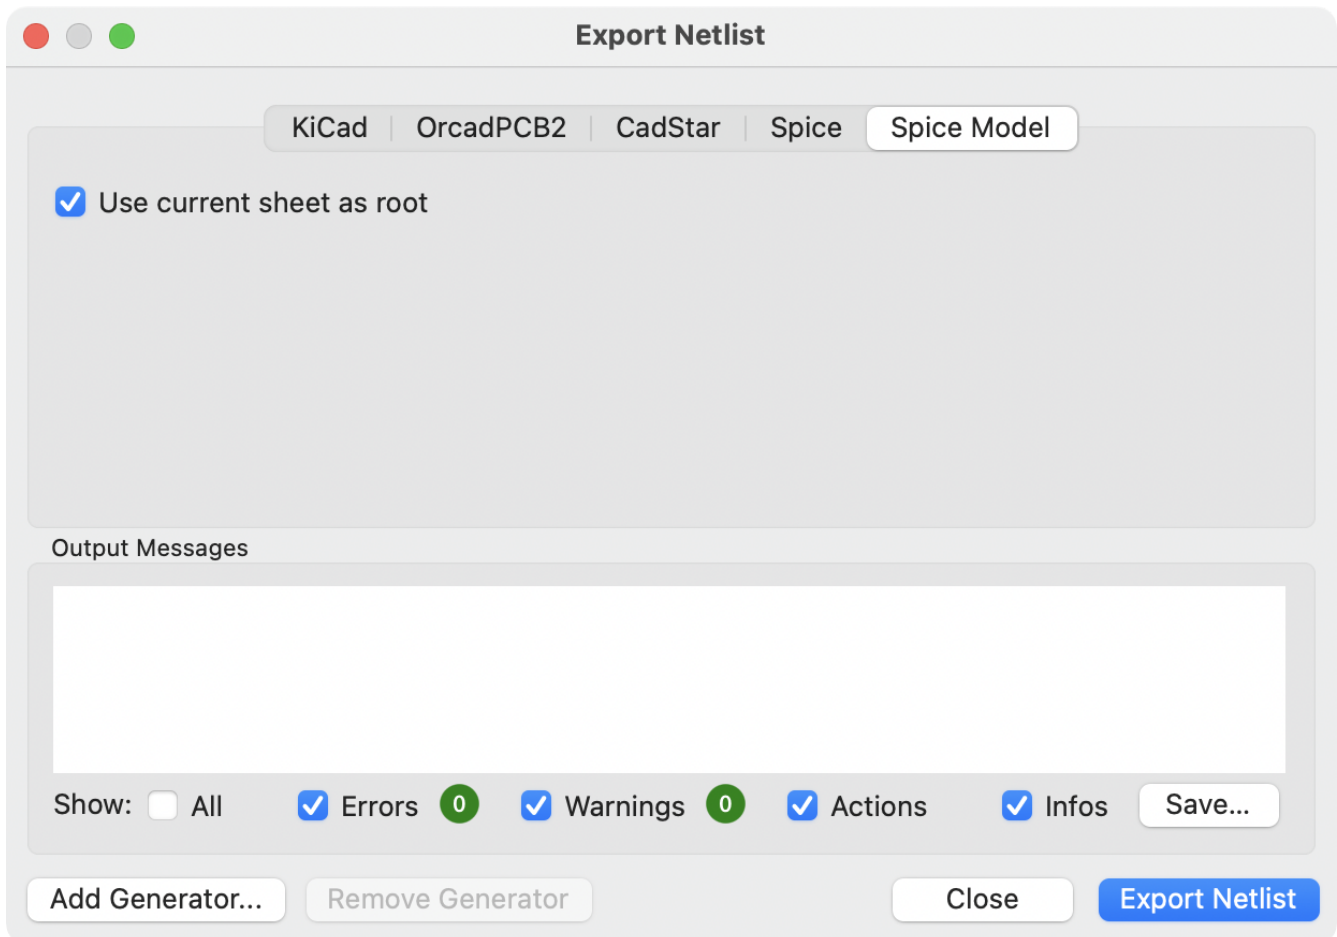 Export Netlist
KiCad OrcadPCB2 CadStar Spice Spice Model
Use current sheet as root
Output Messages
Show: All Errors 0 Warnings 0 Actions Infos Save...
Add Generator... Remove Generator Close Export Netlist